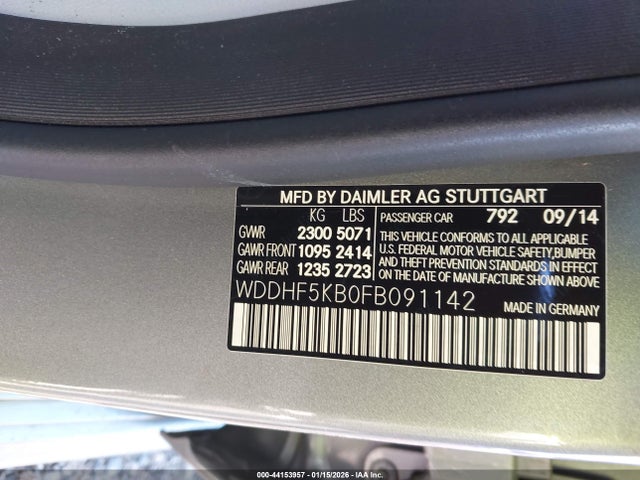 MFD BY DAIMLER AG STUTTGART
KG LBS
GVWR 2300 5071
GAWR FRONT 1095 2414
GAWR REAR 1235 2723
PASSENGER CAR 792 09/14
THIS VEHICLE CONFORMS TO ALL APPLICABLE
U.S. FEDERAL MOTOR VEHICLE SAFETY,BUMPER
AND THEFT PREVENTION STANDARDS IN EFFECT
ON THE DATE OF MANUFACTURE SHOWN ABOVE
WDDHF5KB0FB091142 MADE IN GERMANY
000-44153957 - 01/15/2026 - IAA Inc.